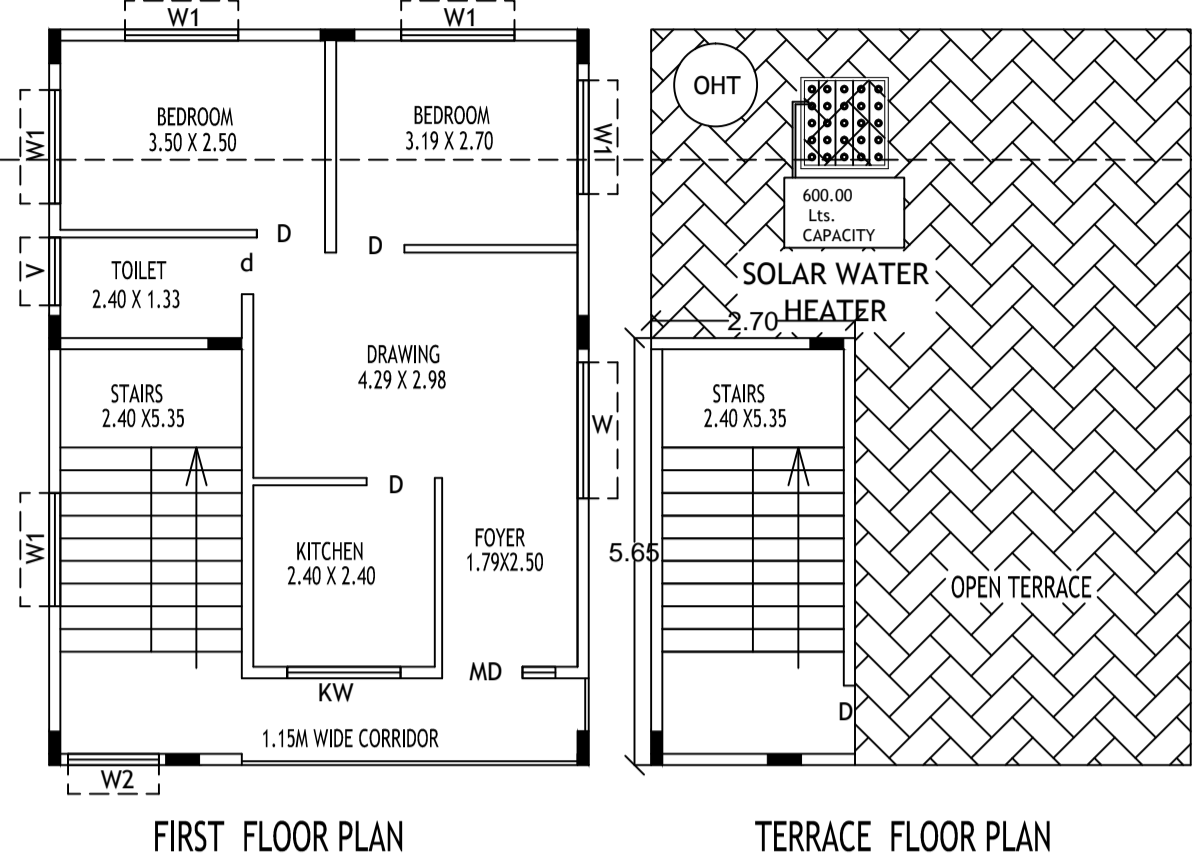 W1
W1
W1
BEDROOM
3.50 X 2.50
BEDROOM
3.19 X 2.70
W1
D
D
V
TOILET
2.40 X 1.33
d
DRAWING
4.29 X 2.98
STAIRS
2.40 X5.35
W
D
W1
KITCHEN
2.40 X 2.40
FOYER
1.79X2.50
KW
MD
1.15M WIDE CORRIDOR
W2
FIRST FLOOR PLAN
OHT
600.00
Lts.
CAPACITY
SOLAR WATER
HEATER
2.70
STAIRS
2.40 X5.35
5.65
OPEN TERRACE
D
TERRACE FLOOR PLAN